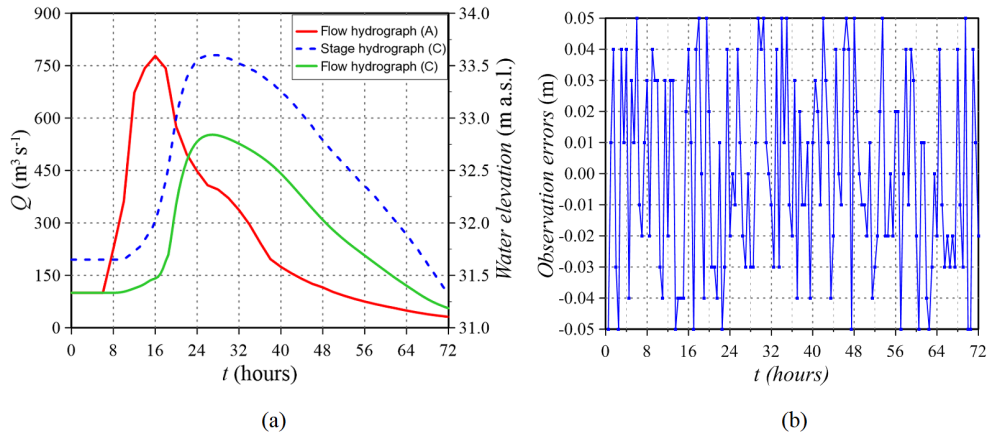 900
750
600
450
300
150
0
Q (m³ s⁻¹)
34.0
33.5
33.0
32.5
32.0
31.5
31.0
Water elevation (m a.s.l.)
Flow hydrograph (A)
Stage hydrograph (C)
Flow hydrograph (C)
0 8 16 24 32 40 48 56 64 72
t (hours)
(a)
0.05
0.04
0.03
0.02
0.01
0.00
-0.01
-0.02
-0.03
-0.04
-0.05
Observation errors (m)
0 8 16 24 32 40 48 56 64 72
t (hours)
(b)